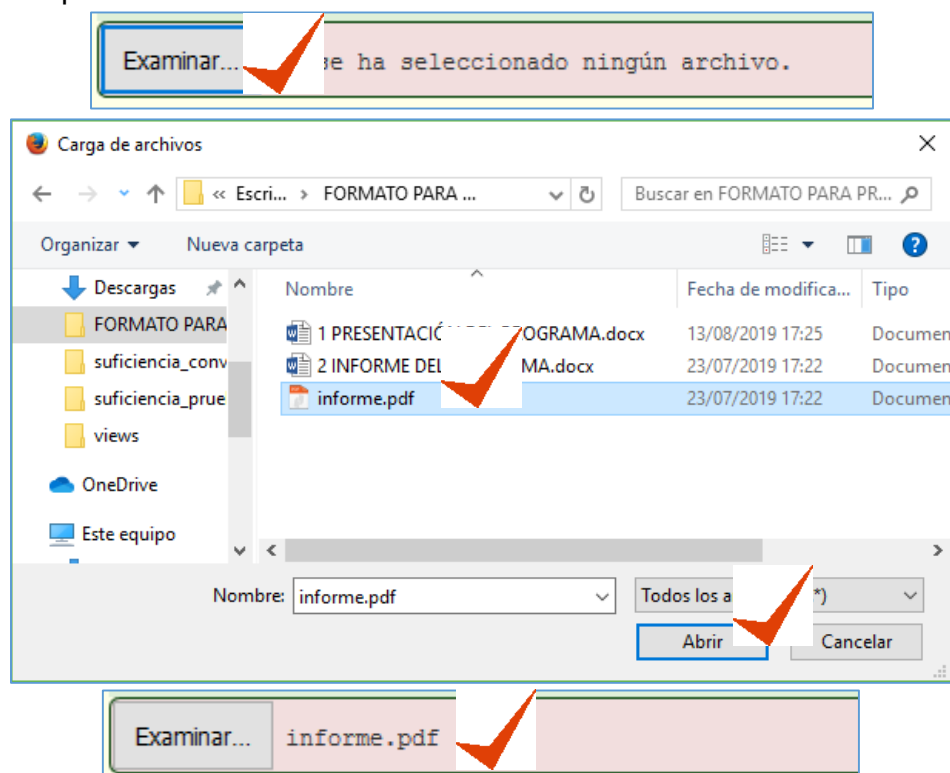 Examinar... se ha seleccionado ningún archivo.
Carga de archivos
« Escri... › FORMATO PARA ... Buscar en FORMATO PARA PR...
Organizar Nueva carpeta
Descargas
FORMATO PARA
suficiencia_conv
suficiencia_prue
views
OneDrive
Este equipo
Nombre Fecha de modifica... Tipo
1 PRESENTACIÓ OGRAMA.docx 13/08/2019 17:25 Documen
2 INFORME DEL MA.docx 23/07/2019 17:22 Documen
informe.pdf 23/07/2019 17:22 Documen
Nombre: informe.pdf Todos los a *)
Abrir Cancelar
Examinar... informe.pdf